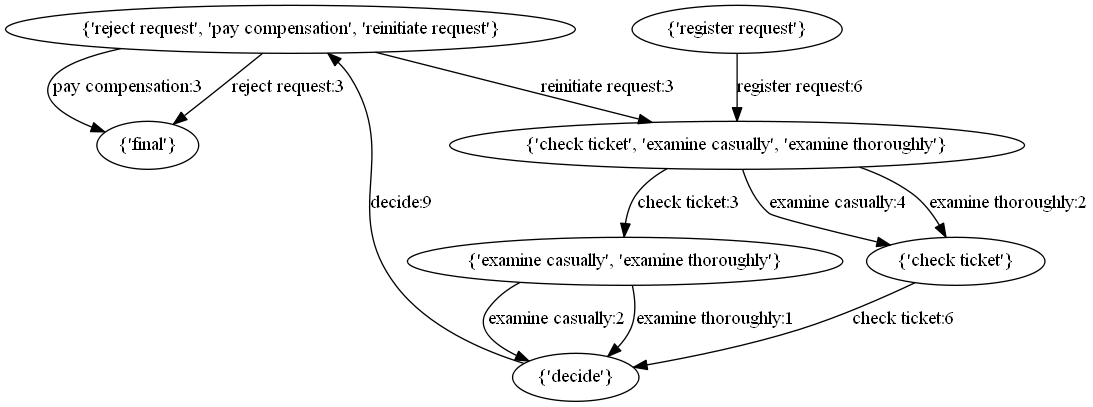 {'reject request', 'pay compensation', 'reinitiate request'}
{'register request'}
pay compensation:3
reject request:3
reinitiate request:3
register request:6
{'final'}
{'check ticket', 'examine casually', 'examine thoroughly'}
decide:9
check ticket:3
examine casually:4
examine thoroughly:2
{'examine casually', 'examine thoroughly'}
{'check ticket'}
examine casually:2
examine thoroughly:1
check ticket:6
{'decide'}